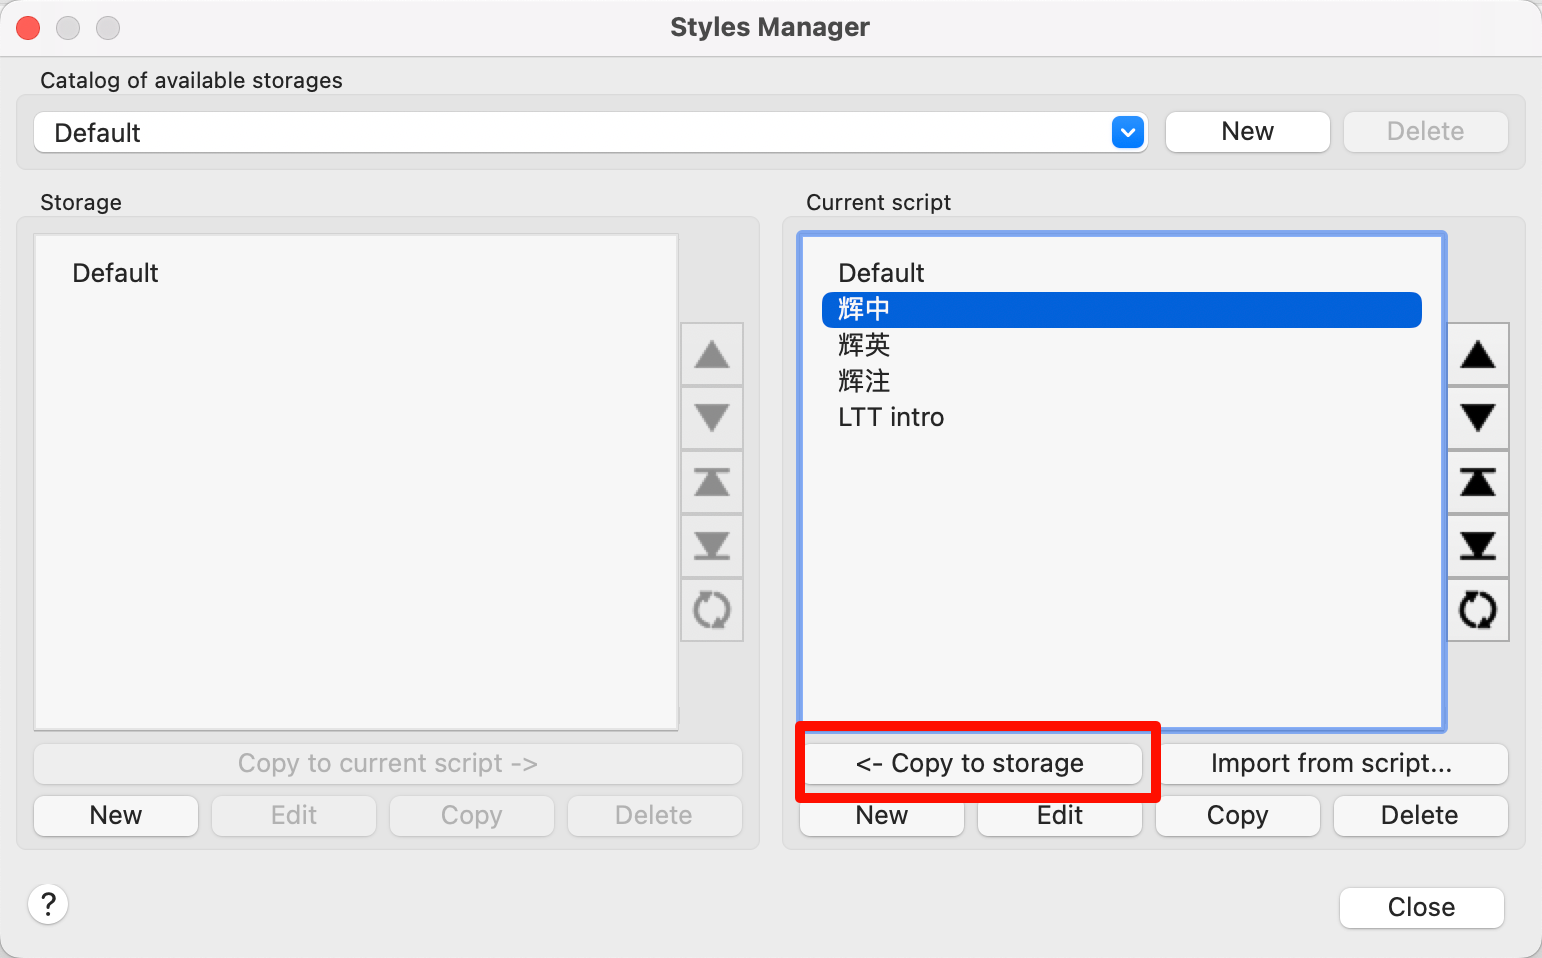 Styles Manager
Catalog of available storages
Default
New
Delete
Storage
Current script
Default
Default
辉中
辉英
辉注
LTT intro
Copy to current script ->
<- Copy to storage
Import from script...
New
Edit
Copy
Delete
New
Edit
Copy
Delete
?
Close